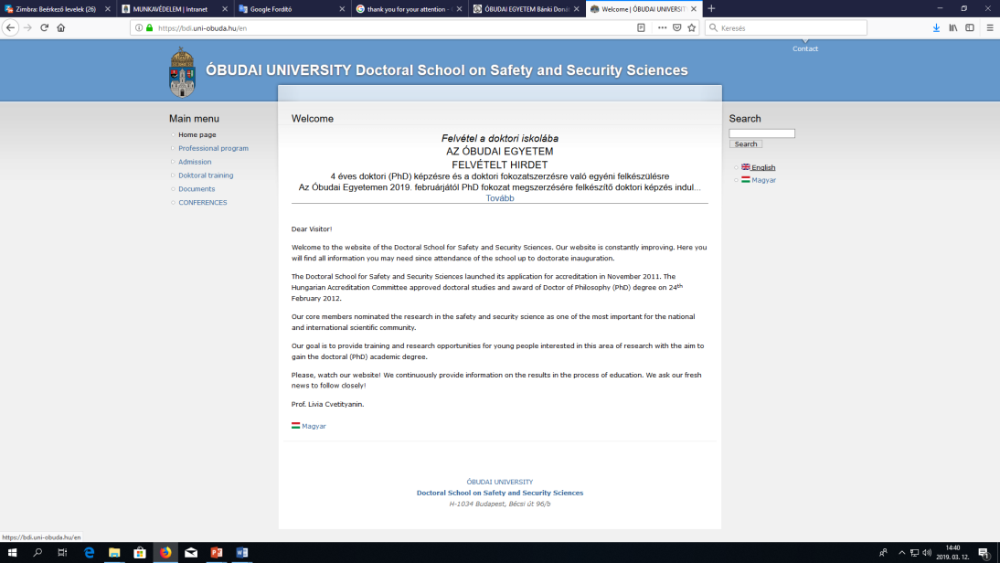 Zimbra: Beérkező levelek (26)
MUNKAVÉDELEM | Intranet
Google Fordító
thank you for your attention -
ÓBUDAI EGYETEM Bánki Doná
Welcome | ÓBUDAI UNIVERSIT
https://bdi.uni-obuda.hu/en
Keresés
Contact
ÓBUDAI UNIVERSITY Doctoral School on Safety and Security Sciences
Main menu
Home page
Professional program
Admission
Doktoral training
Documents
CONFERENCES
Welcome
Felvétel a doktori iskolába
AZ ÓBUDAI EGYETEM
FELVÉTELT HIRDET
4 éves doktori (PhD) képzésre és a doktori fokozatszerzésre való egyéni felkészülésre
Az Óbudai Egyetemen 2019. februárjától PhD fokozat megszerzésére felkészítő doktori képzés indul...
Tovább
Dear Visitor!
Welcome to the website of the Doctoral School for Safety and Security Sciences. Our website is constantly improving. Here you
will find all information you may need since attendance of the school up to doctorate inauguration.
The Doctoral School for Safety and Security Sciences launched its application for accreditation in November 2011. The
Hungarian Accreditation Committee approved doctoral studies and award of Doctor of Philosophy (PhD) degree on 24th
February 2012.
Our core members nominated the research in the safety and security science as one of the most important for the national
and international scientific community.
Our goal is to provide training and research opportunities for young people interested in this area of research with the aim to
gain the doctoral (PhD) academic degree.
Please, watch our website! We continuously provide information on the results in the process of education. We ask our fresh
news to follow closely!
Prof. Livia Cvetityanin.
Magyar
ÓBUDAI UNIVERSITY
Doctoral School on Safety and Security Sciences
H-1034 Budapest, Bécsi út 96/b
Search
Search
English
Magyar
https://bdi.uni-obuda.hu/en
14:40
2019. 03. 12.